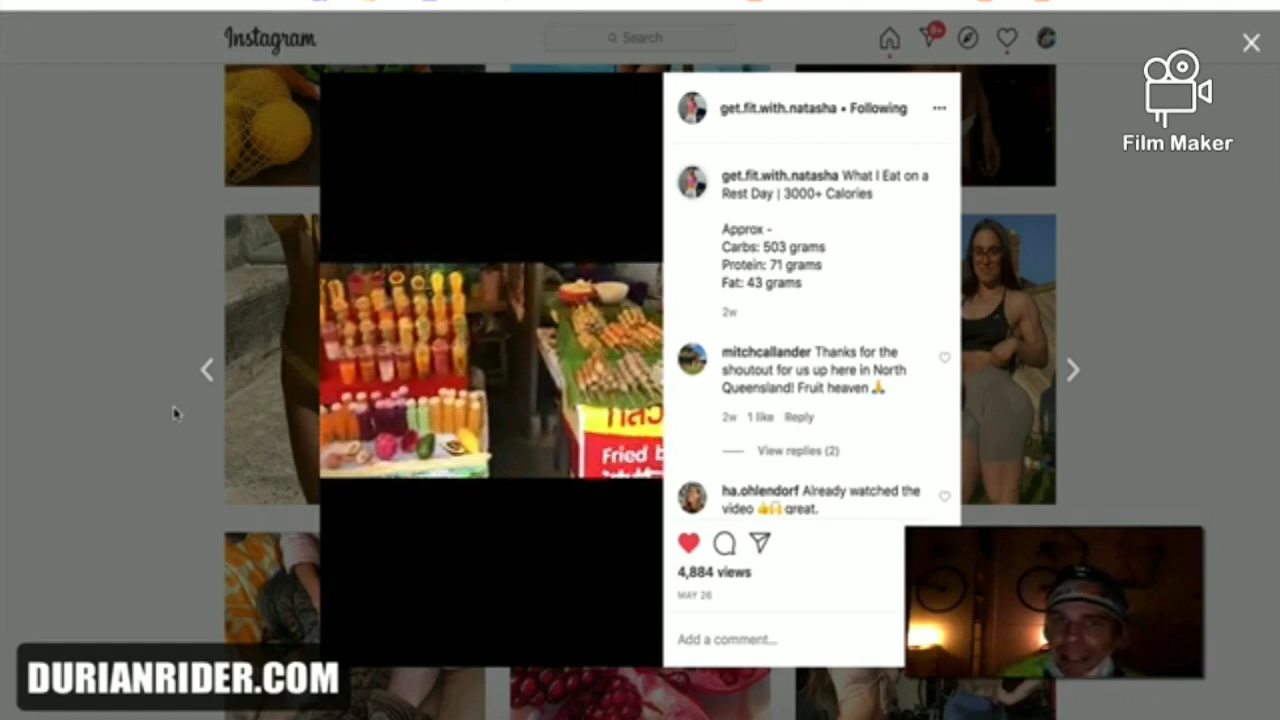 Instagram
Search
9+
Film Maker
get.fit.with.natasha • Following
get.fit.with.natasha What I Eat on a
Rest Day | 3000+ Calories
Approx -
Carbs: 503 grams
Protein: 71 grams
Fat: 43 grams
2w
mitchcallander Thanks for the
shoutout for us up here in North
Queensland! Fruit heaven 🙏
2w 1 like Reply
View replies (2)
ha.ohlendorf Already watched the
video 👍🙌 great.
Fried b
4,884 views
MAY 26
Add a comment...
DURIANRIDER.COM